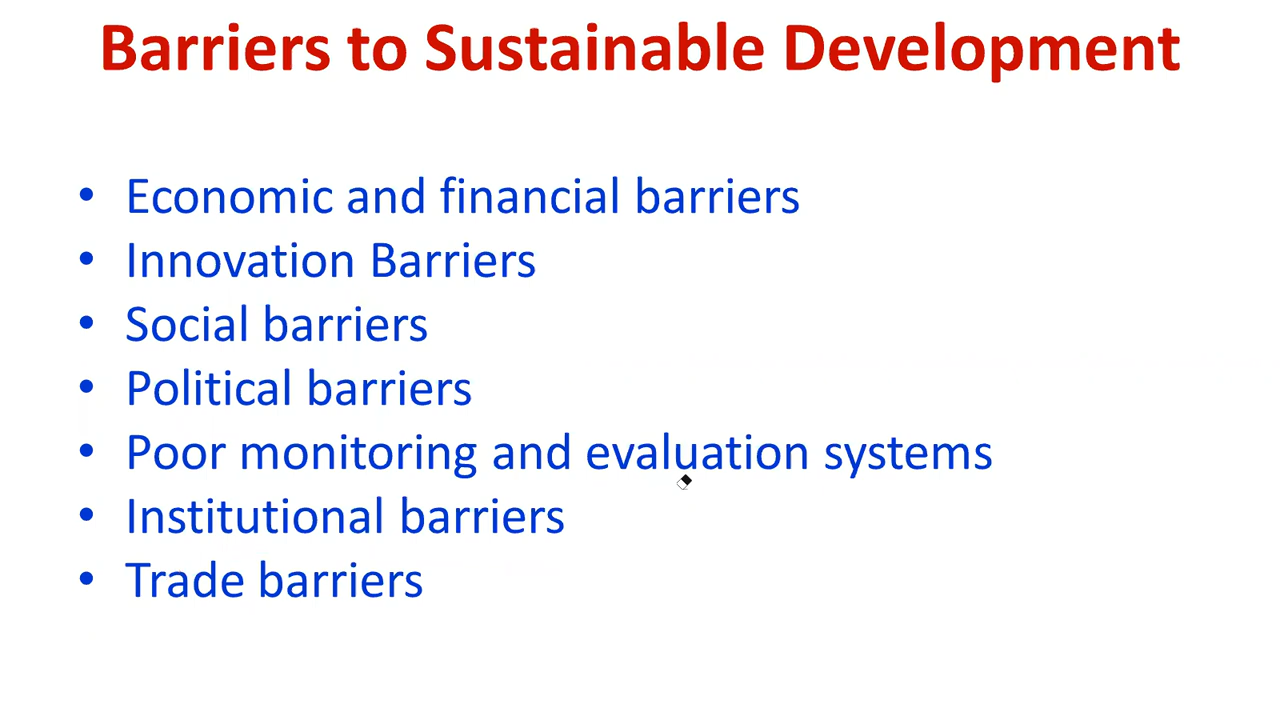 Barriers to Sustainable Development
• Economic and financial barriers
• Innovation Barriers
• Social barriers
• Political barriers
• Poor monitoring and evaluation systems
• Institutional barriers
• Trade barriers